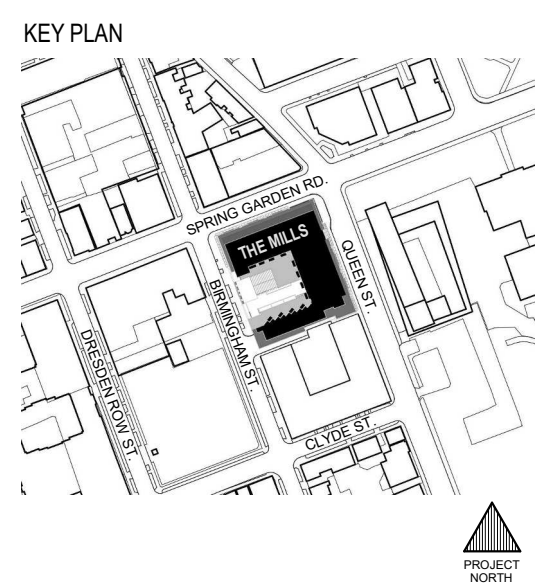 KEY PLAN
SPRING GARDEN RD.
THE MILLS
QUEEN ST.
BIRMINGHAM ST.
DRESDEN ROW ST.
CLYDE ST.
PROJECT
NORTH